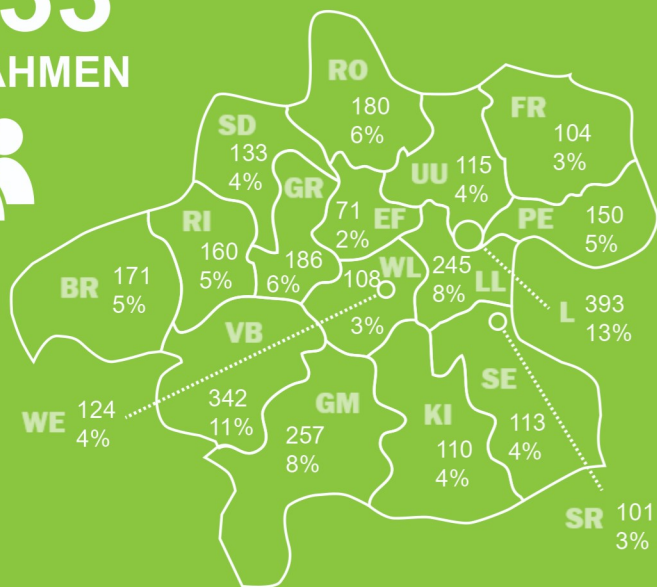 33
AHMEN
RO
180
6%
FR
104
3%
SD
133
4%
UU 115
4%
GR
186
6%
71 EF
2%
PE 150
5%
RI
160
5%
BR 171
5%
108 WL
3%
245
8% LL
L 393
13%
VB
342
11%
WE 124
4%
GM
257
8%
KI
110
4%
SE
113
4%
SR 101
3%